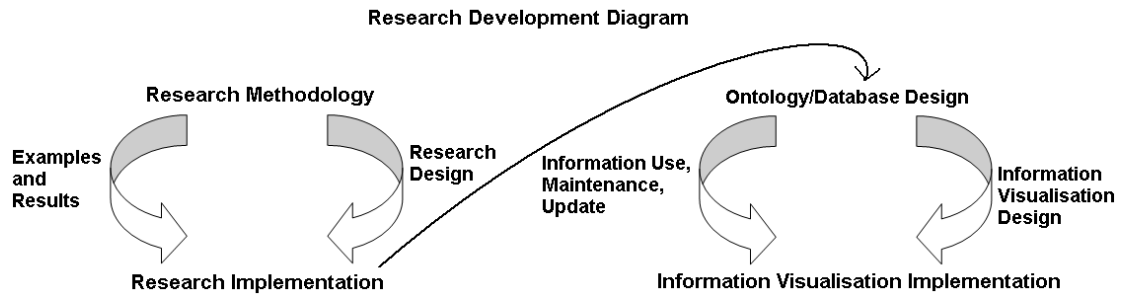 Research Development Diagram
Research Methodology
Examples
and
Results
Research
Design
Research Implementation
Ontology/Database Design
Information Use,
Maintenance,
Update
Information
Visualisation
Design
Information Visualisation Implementation